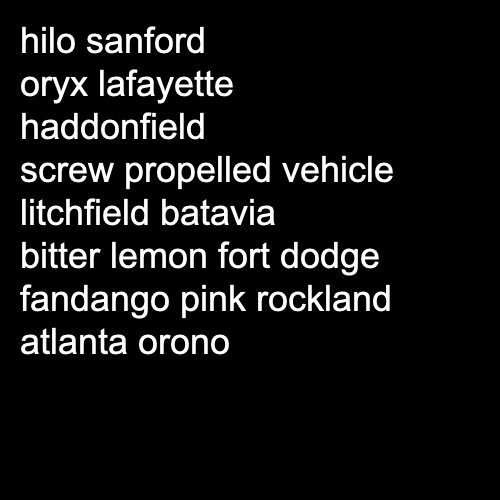 hilo sanford
oryx lafayette
haddonfield
screw propelled vehicle
litchfield batavia
bitter lemon fort dodge
fandango pink rockland
atlanta orono